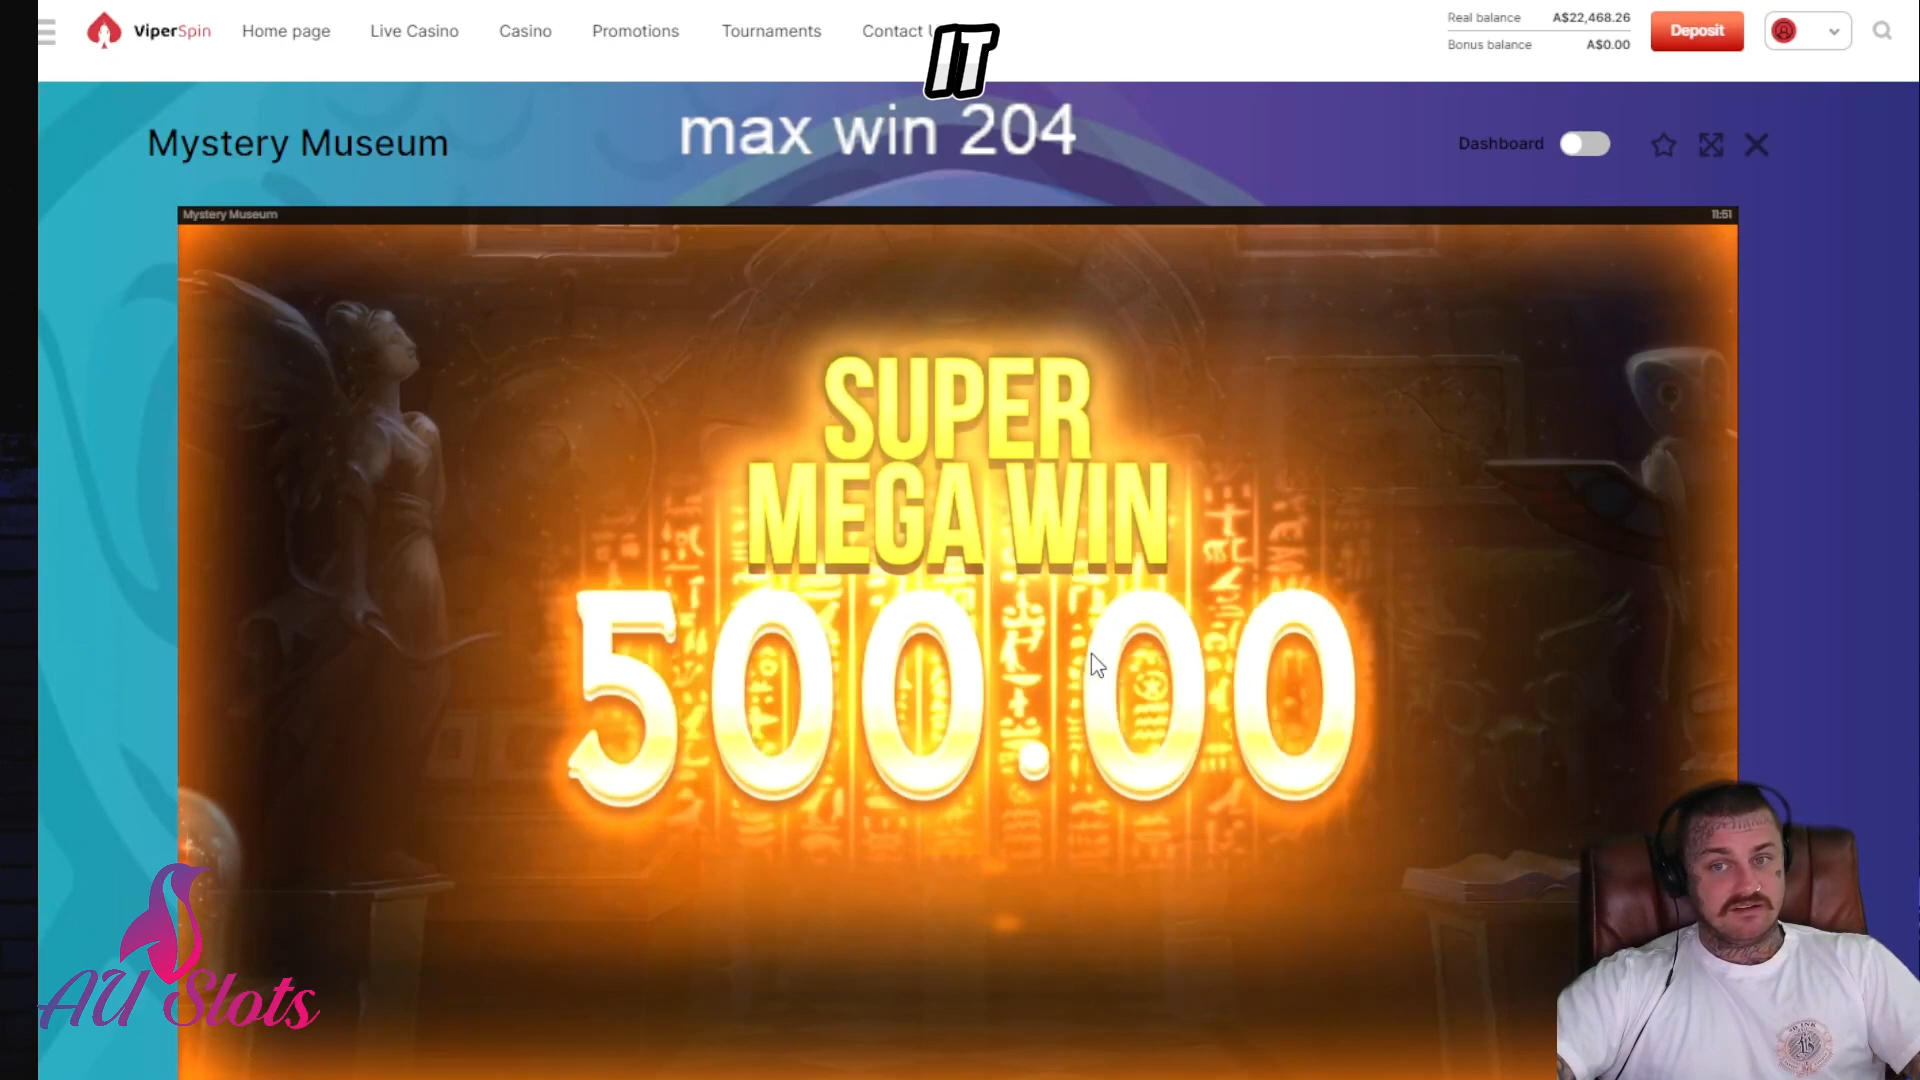 ViperSpin
Home page
Live Casino
Casino
Promotions
Tournaments
Contact
IT
Real balance A$22,468.26
Bonus balance A$0.00
Deposit
Mystery Museum
max win 204
Dashboard
Mystery Museum
11:51
SUPER
MEGA WIN
500.00
AU Slots